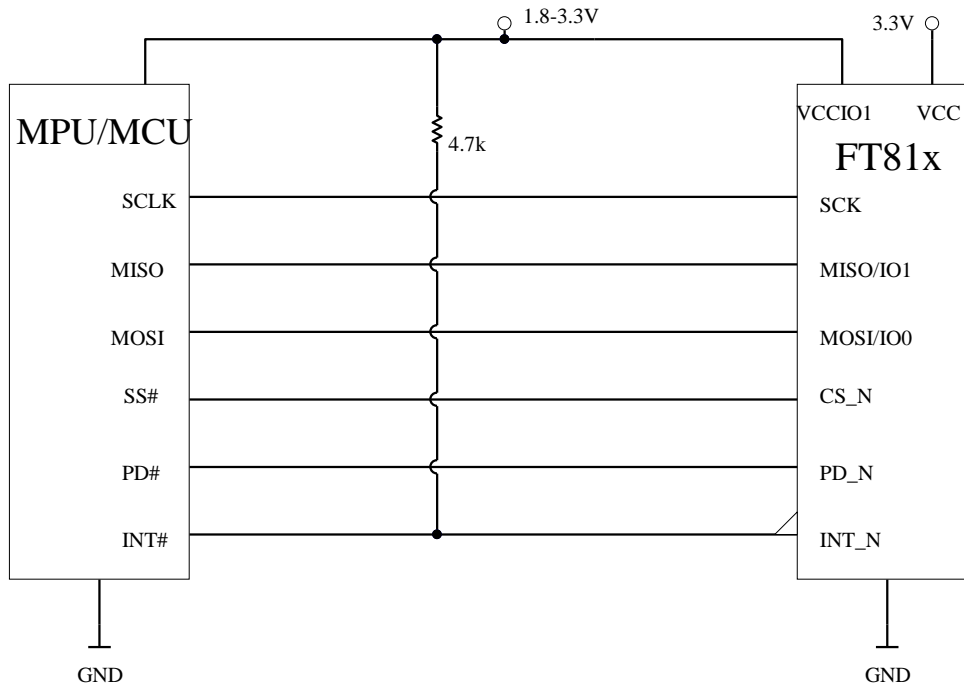 1.8-3.3V
3.3V
MPU/MCU
VCCIO1
VCC
FT81x
4.7k
SCLK
SCK
MISO
MISO/IO1
MOSI
MOSI/IO0
SS#
CS_N
PD#
PD_N
INT#
INT_N
GND
GND